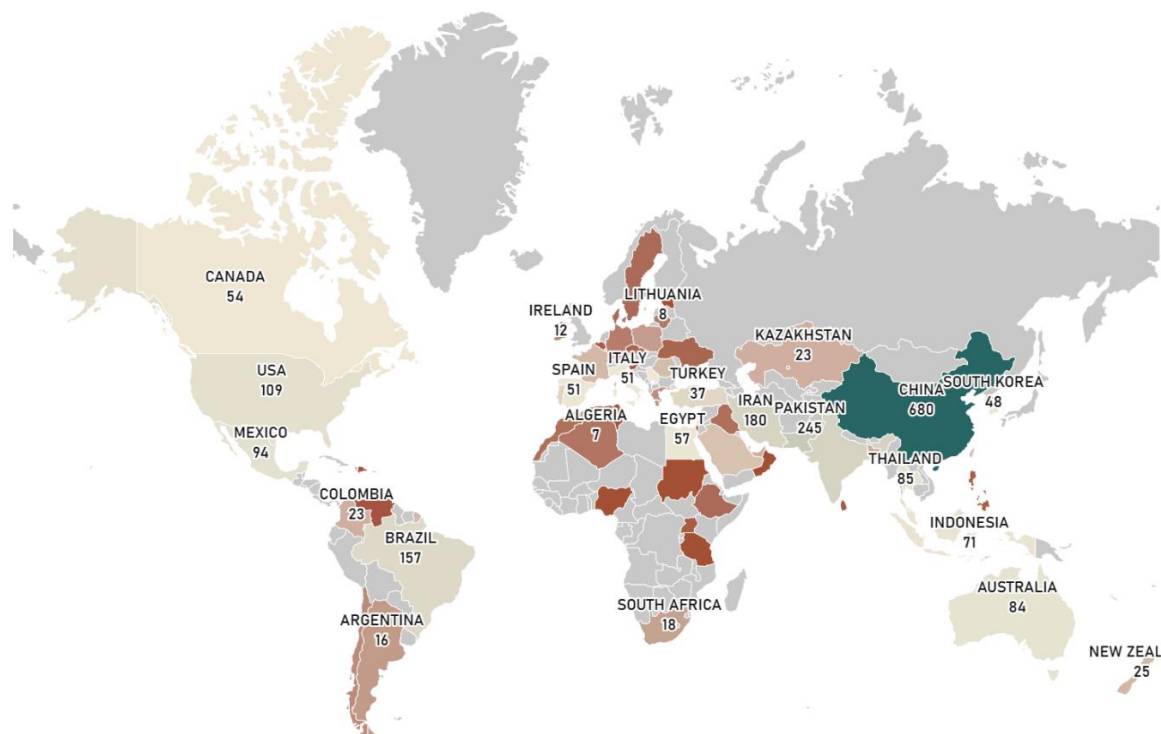 CANADA
54
USA
109
MEXICO
94
COLOMBIA
23
BRAZIL
157
ARGENTINA
16
IRELAND
12
LITHUANIA
8
SPAIN
51
ITALY
51
TURKEY
37
ALGERIA
7
EGYPT
57
SOUTH AFRICA
18
KAZAKHSTAN
23
IRAN
180
PAKISTAN
245
CHINA
680
SOUTH KOREA
48
THAILAND
85
INDONESIA
71
AUSTRALIA
84
NEW ZEAL
25